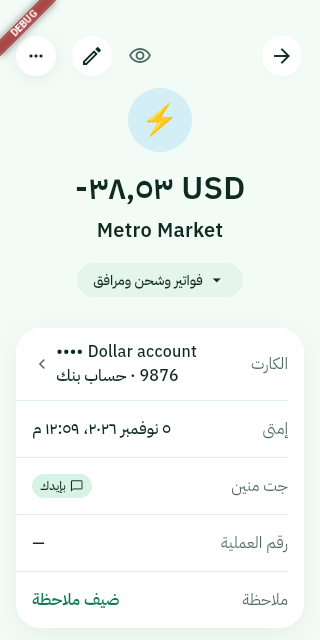 DEBUG
-٣٨,٥٣ USD
Metro Market
فواتير وشحن ومرافق
الكارت
•••• Dollar account
9876 · حساب بنك
إمتى
٥ نوفمبر ٢٠٢٦، ١٢:٥٩ م
جت منين
بإيدك
رقم العملية
—
ملاحظة
ضيف ملاحظة